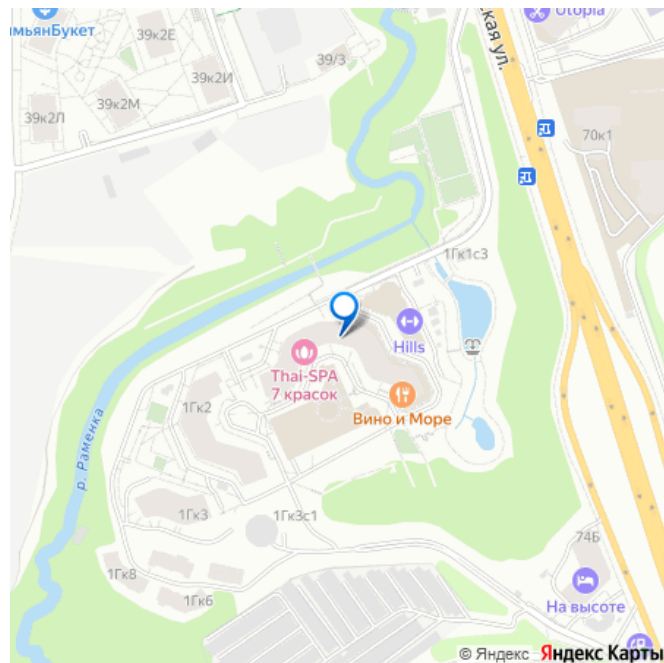 имьянБукет
39к2Е
39/3
39к2И
39к2М
39к2Л
ская ул.
Utopia
70к1
1Гк1с3
Hills
Thai-SPA
7 красок
Вино и Море
1Гк2
р. Раменка
1Гк3
1Гк3с1
1Гк8
1Гк6
74Б
На высоте
© Яндекс Яндекс Карты